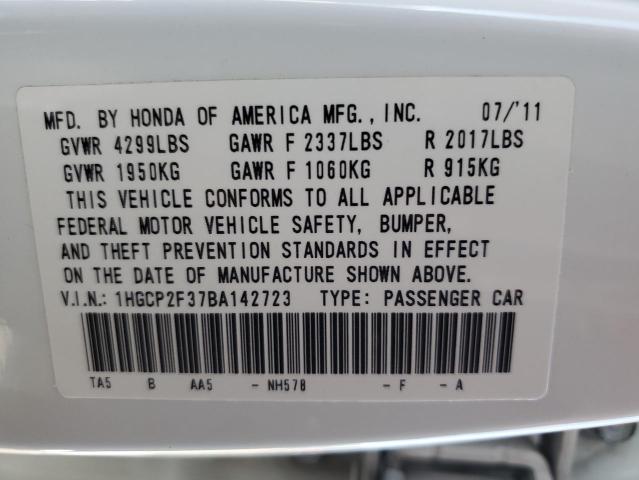 MFD. BY HONDA OF AMERICA MFG., INC. 07/'11
GVWR 4299LBS GAWR F 2337LBS R 2017LBS
GVWR 1950KG GAWR F 1060KG R 915KG
THIS VEHICLE CONFORMS TO ALL APPLICABLE
FEDERAL MOTOR VEHICLE SAFETY, BUMPER,
AND THEFT PREVENTION STANDARDS IN EFFECT
ON THE DATE OF MANUFACTURE SHOWN ABOVE.
V.I.N.: 1HGCP2F37BA142723 TYPE: PASSENGER CAR
TA5 B AA5 - NH578 - F - A